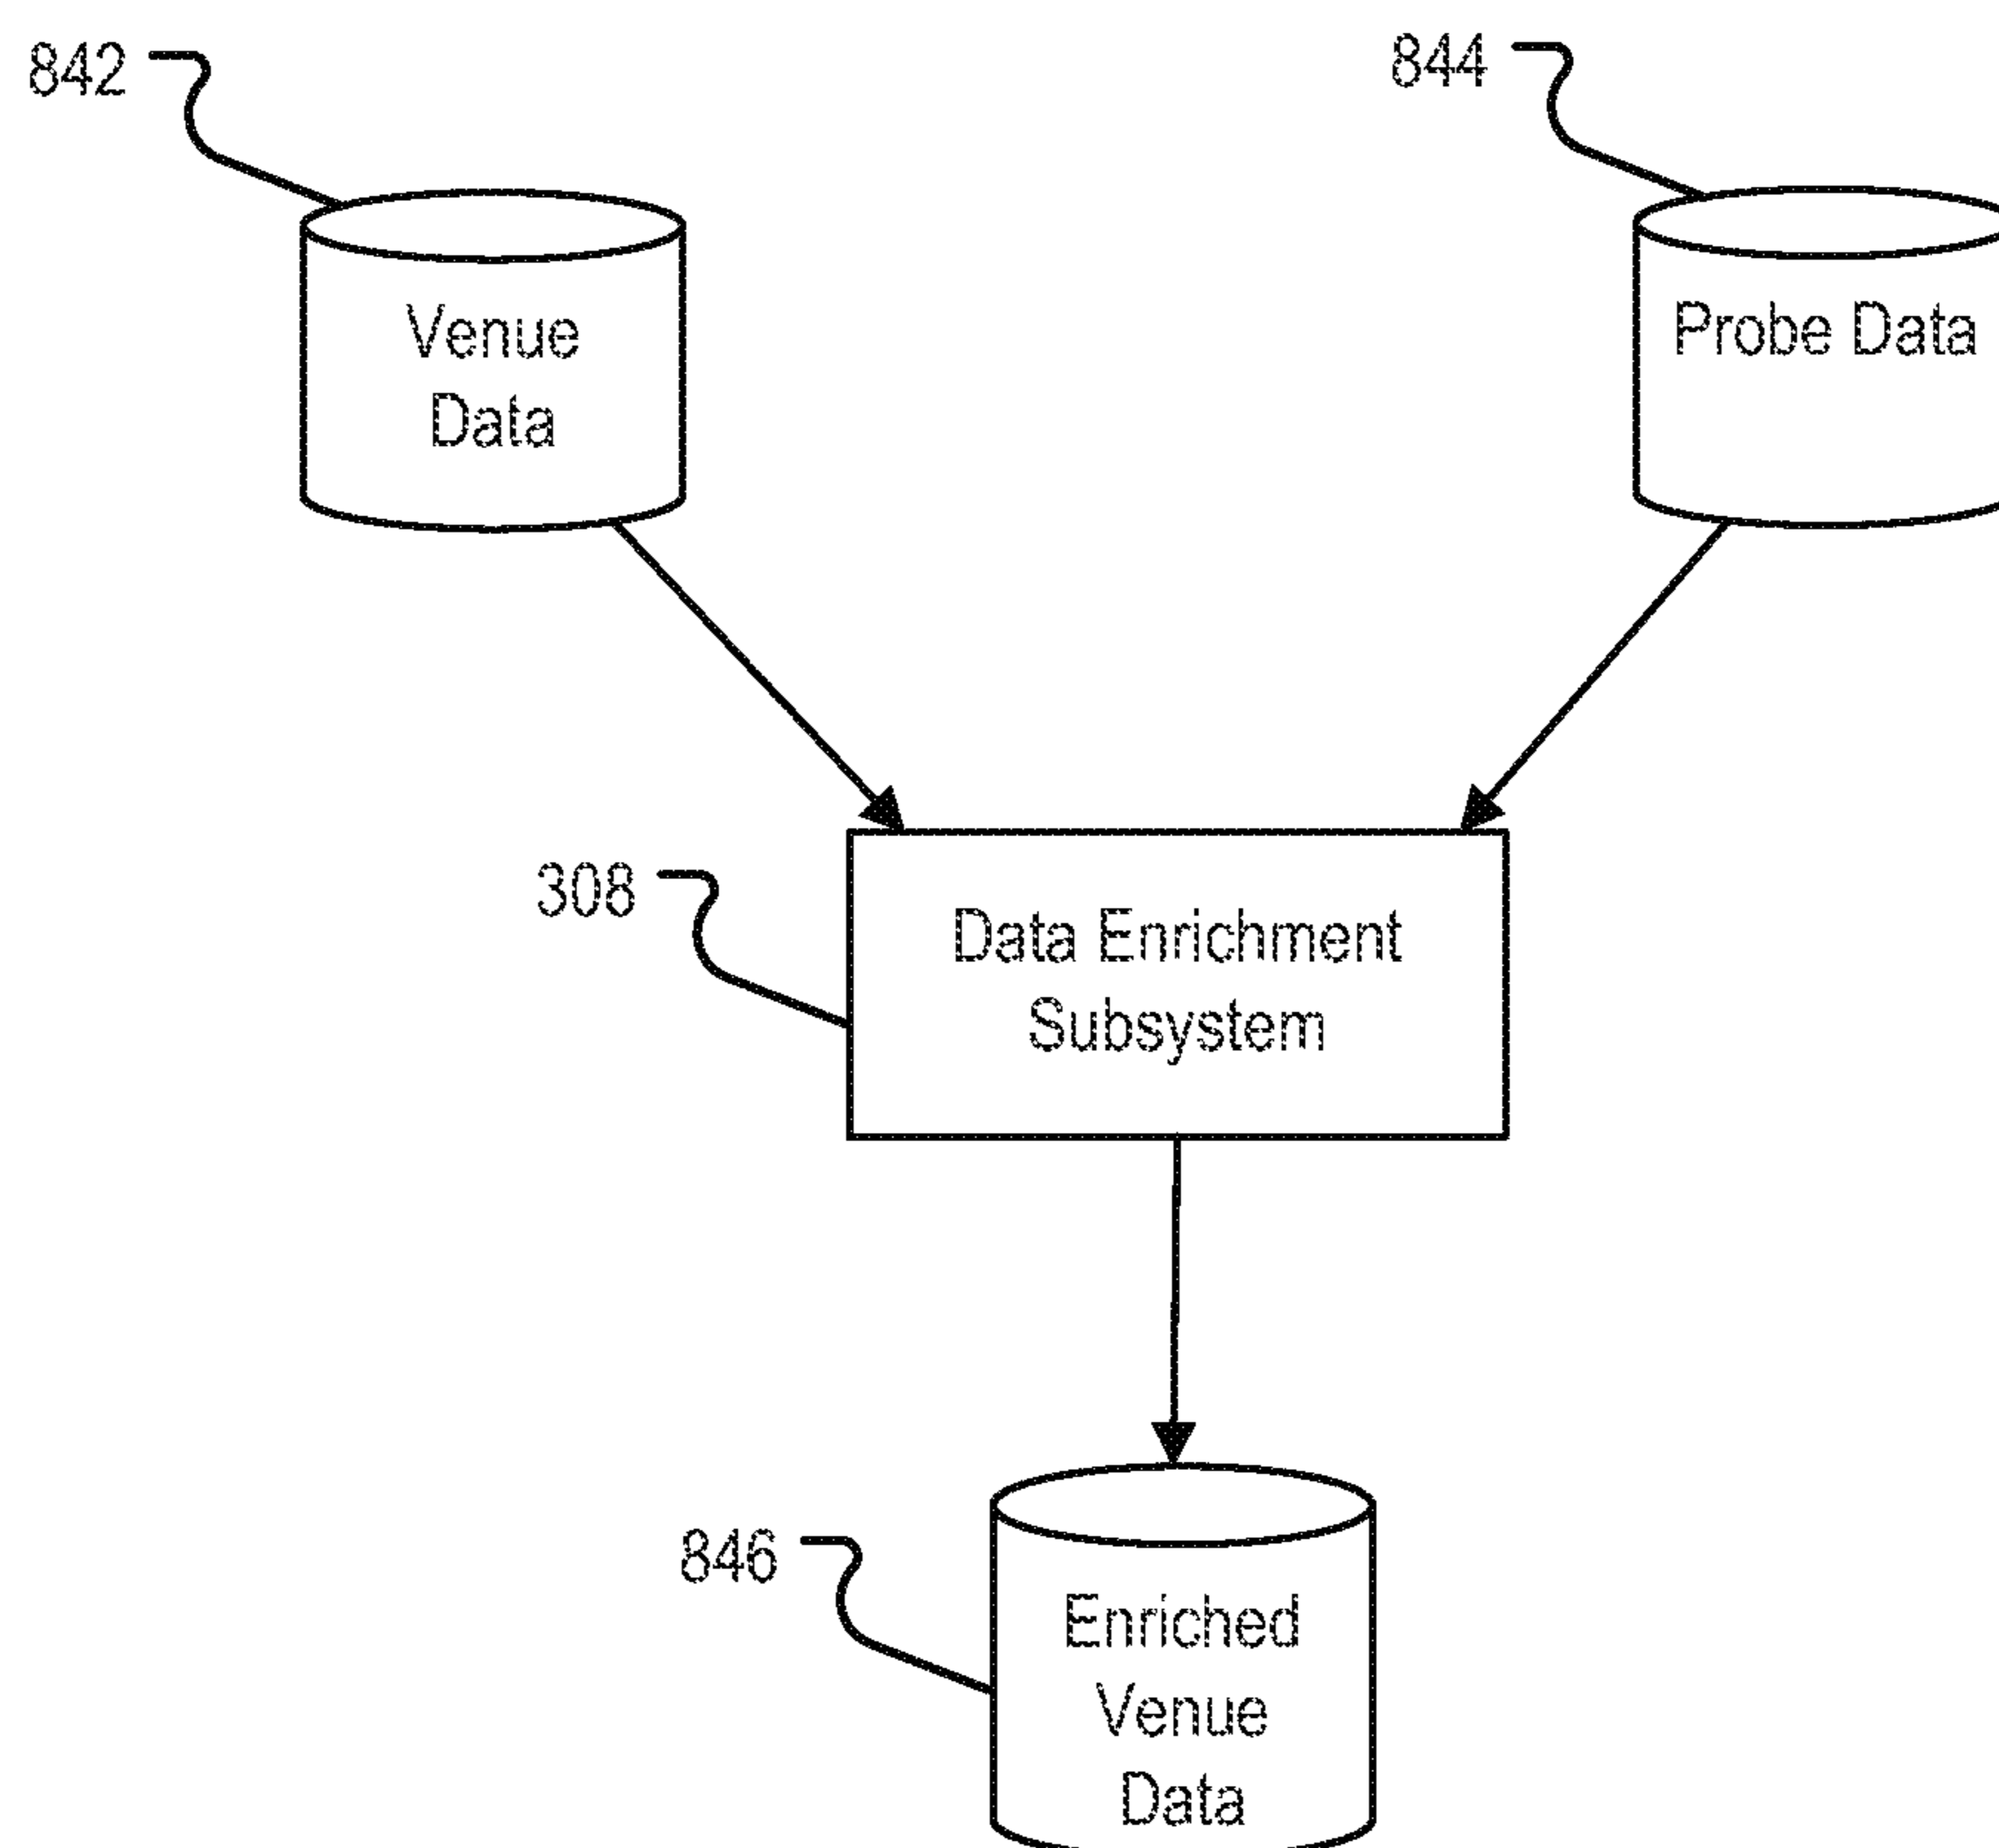 842
844
Venue
Data
Probe Data
308
Data Enrichment
Subsystem
846
Enriched
Venue
Data